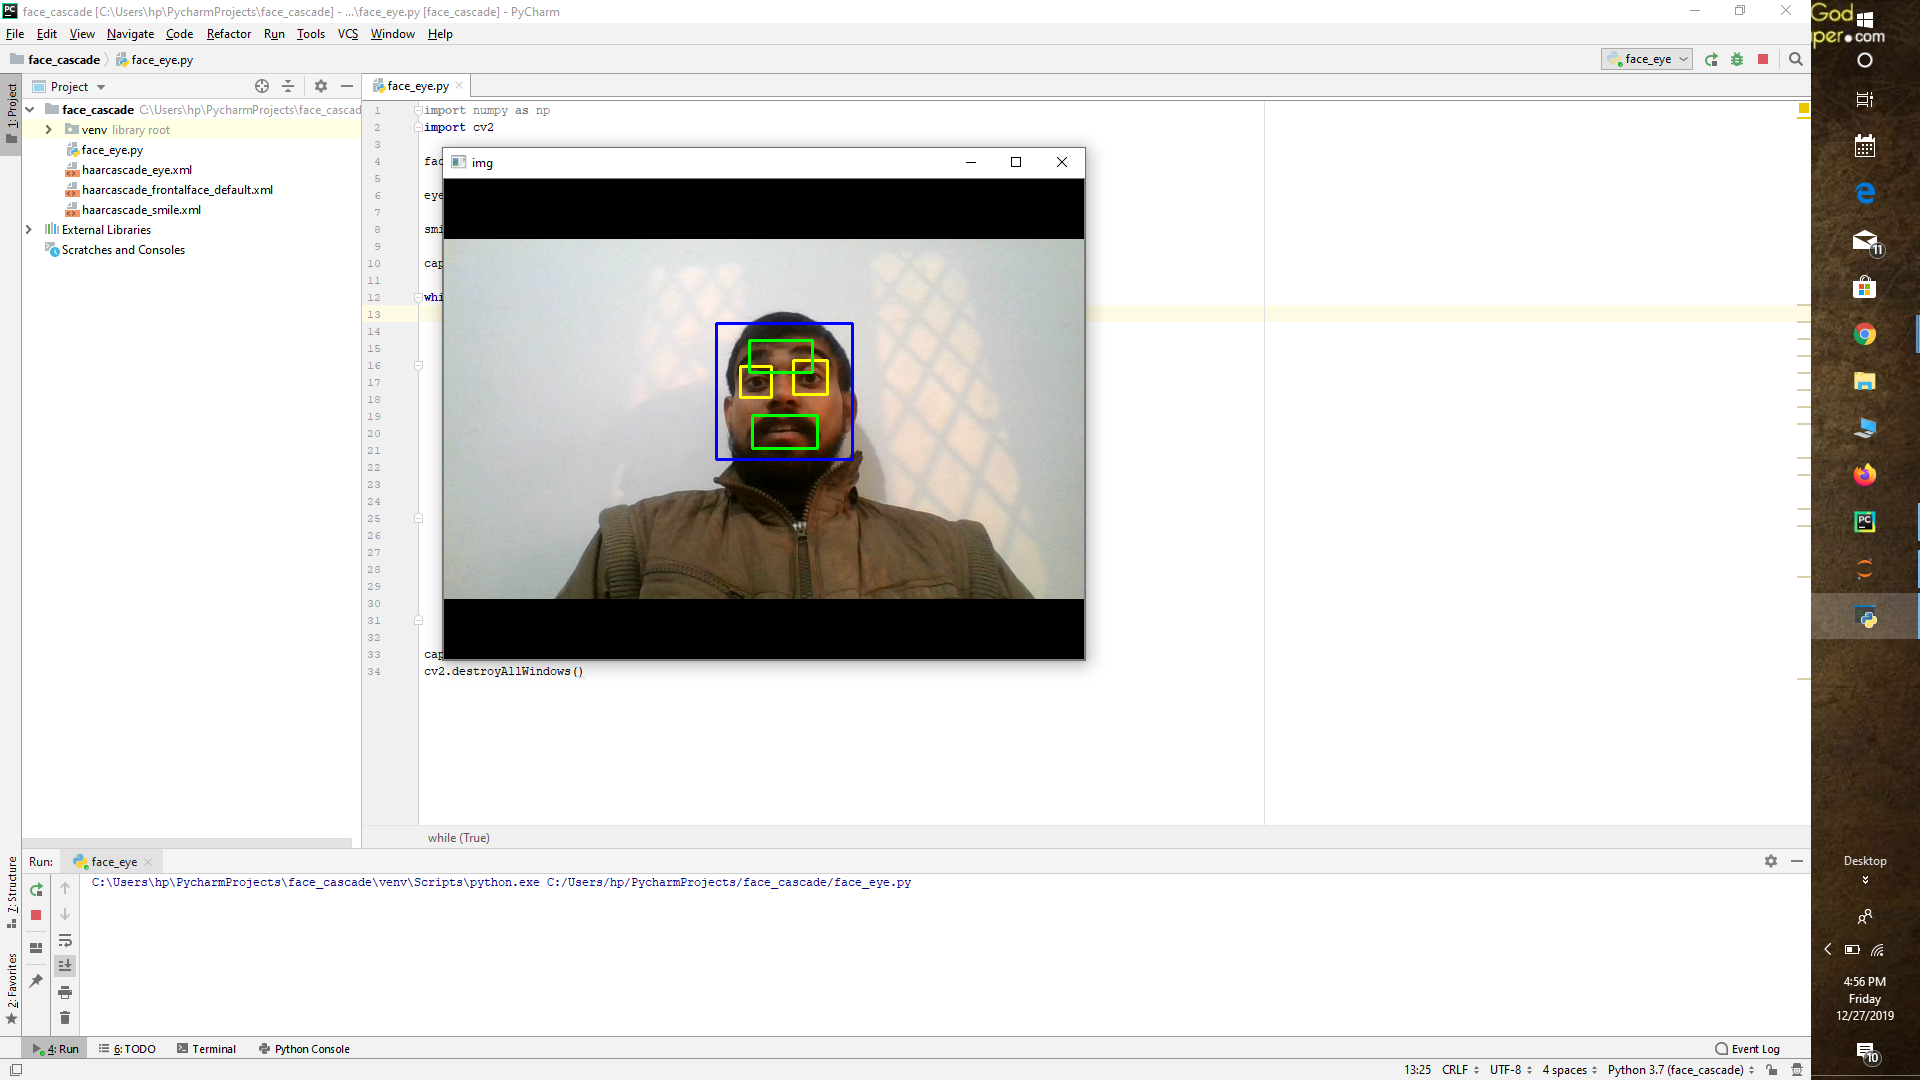 face_cascade [C:\Users\hp\PycharmProjects\face_cascade] - ...\face_eye.py [face_cascade] - PyCharm
File Edit View Navigate Code Refactor Run Tools VCS Window Help
face_cascade face_eye.py
face_eye
1: Project
Project
face_cascade C:\Users\hp\PycharmProjects\face_cascad
venv library root
face_eye.py
haarcascade_eye.xml
haarcascade_frontalface_default.xml
haarcascade_smile.xml
External Libraries
Scratches and Consoles
face_eye.py
1 import numpy as np
2 import cv2
3
4 fac
5
6 eye
7
8 smi
9
10 cap
11
12 whi
13
14
15
16
17
18
19
20
21
22
23
24
25
26
27
28
29
30
31
32
33 cap
34 cv2.destroyAllWindows()
img
while (True)
7: Structure
2: Favorites
Run: face_eye
C:\Users\hp\PycharmProjects\face_cascade\venv\Scripts\python.exe C:/Users/hp/PycharmProjects/face_cascade/face_eye.py
4: Run 6: TODO Terminal Python Console
Event Log
13:25 CRLF UTF-8 4 spaces Python 3.7 (face_cascade)
God
per.com
11
PC
Desktop
4:56 PM
Friday
12/27/2019
10